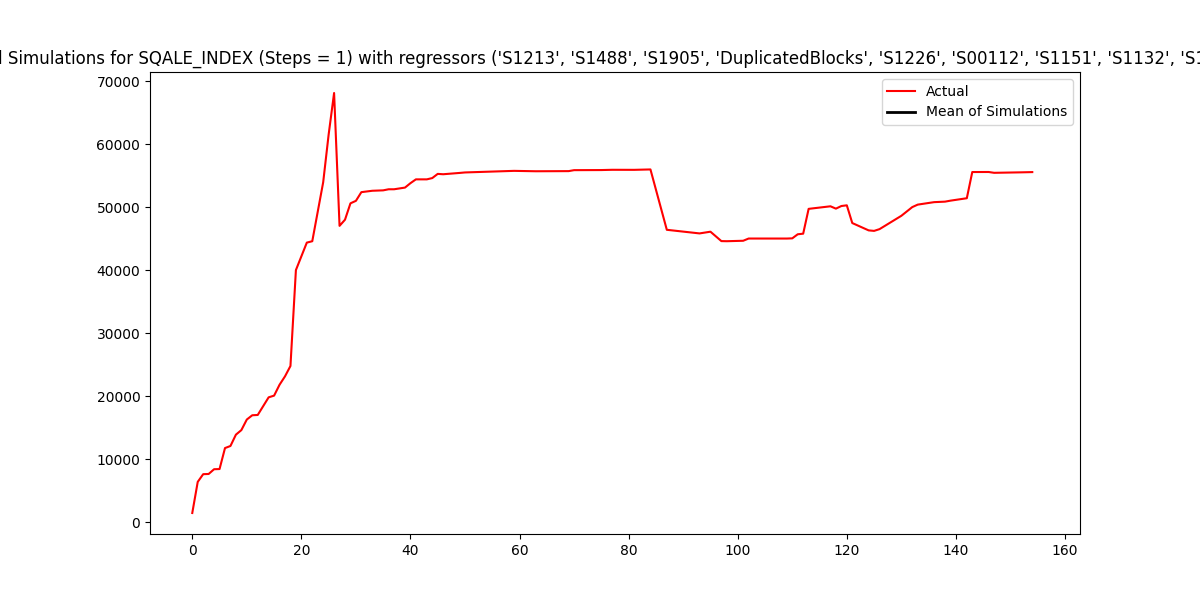 Simulations for SQALE_INDEX (Steps = 1) with regressors ('S1213', 'S1488', 'S1905', 'DuplicatedBlocks', 'S1226', 'S00112', 'S1151', 'S1132',
70000
60000
50000
40000
30000
20000
10000
0
Actual
Mean of Simulations
0 20 40 60 80 100 120 140 160